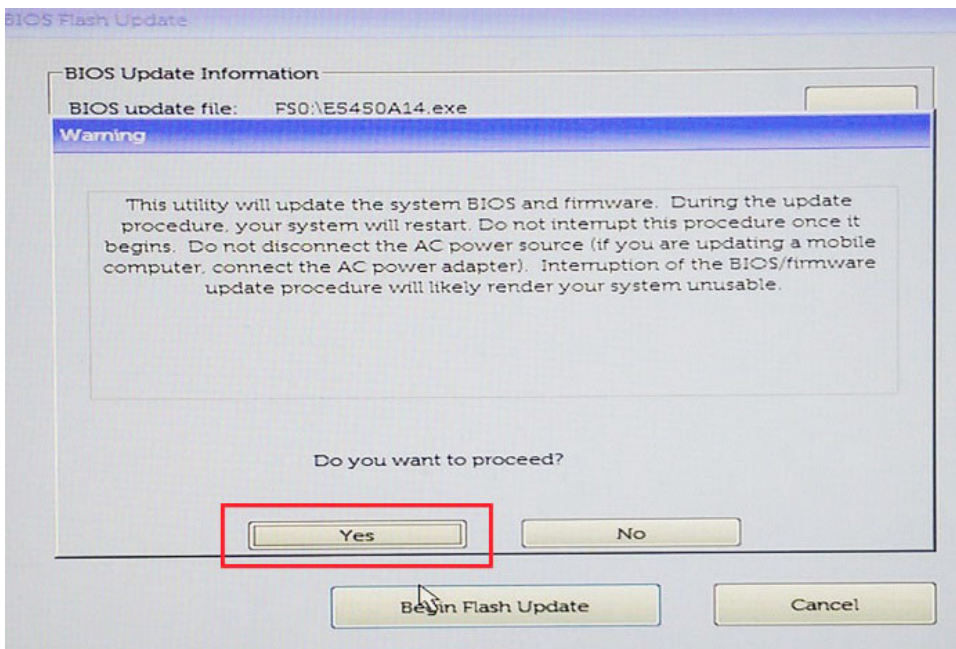 BIOS Flash Update
BIOS Update Information
BIOS update file: FS0:\E5450A14.exe
Warning
This utility will update the system BIOS and firmware. During the update
procedure, your system will restart. Do not interrupt this procedure once it
begins. Do not disconnect the AC power source (if you are updating a mobile
computer, connect the AC power adapter). Interruption of the BIOS/firmware
update procedure will likely render your system unusable.
Do you want to proceed?
Yes No
Begin Flash Update Cancel